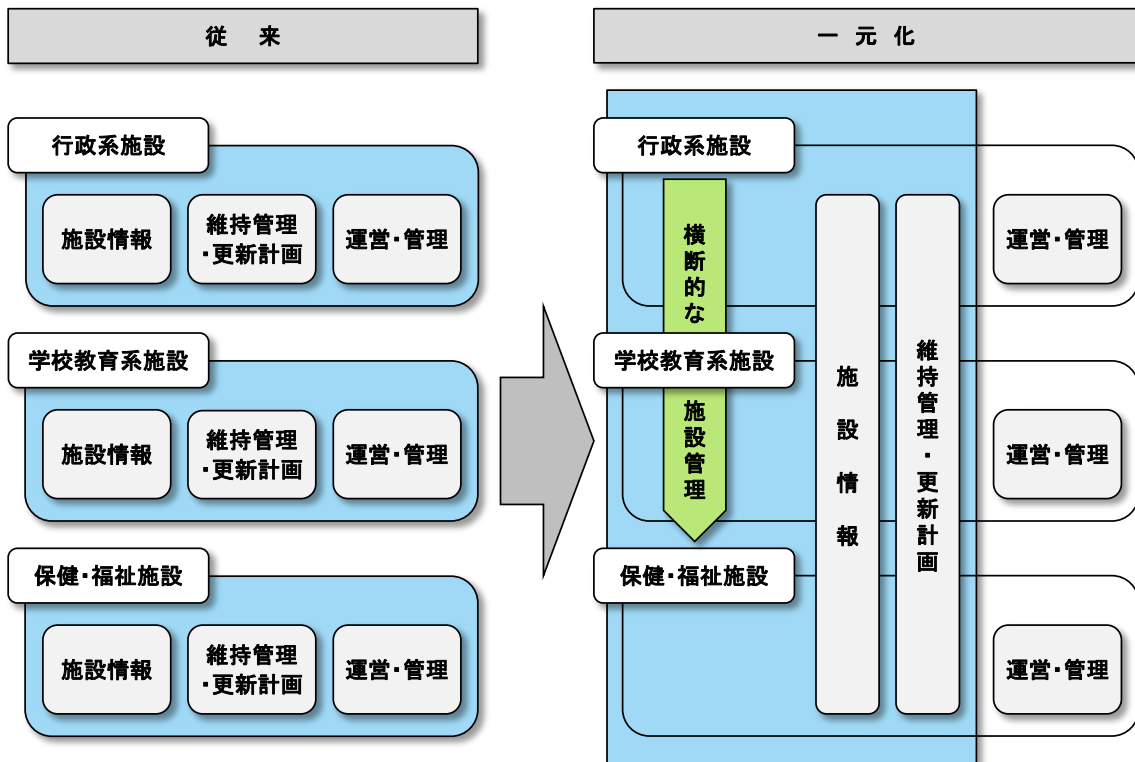 従 来
行政系施設
施設情報
維持管理
・更新計画
運営・管理
学校教育系施設
施設情報
維持管理
・更新計画
運営・管理
保健・福祉施設
施設情報
維持管理
・更新計画
運営・管理
一 元 化
行政系施設
横断的な
施設管理
施設情報
維持管理・更新計画
運営・管理
学校教育系施設
運営・管理
保健・福祉施設
運営・管理